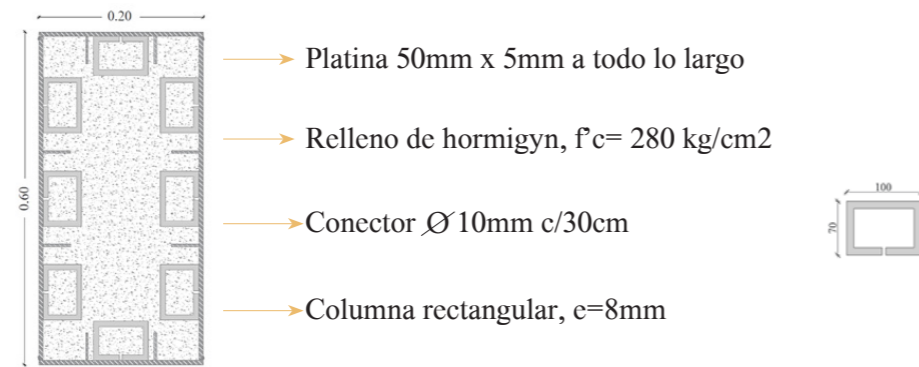 0.20
Platina 50mm x 5mm a todo lo largo
Relleno de hormigyn, f'c= 280 kg/cm2
0.60
100
70
Conector Ø 10mm c/30cm
Columna rectangular, e=8mm